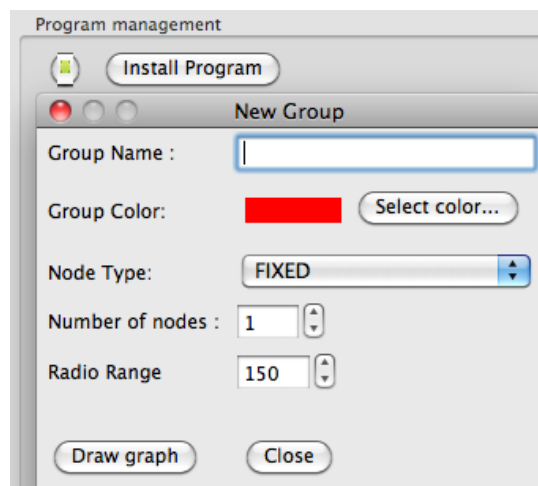 Program management
Install Program
New Group
Group Name :
Group Color:
Select color...
Node Type:
FIXED
Number of nodes :
1
Radio Range
150
Draw graph
Close